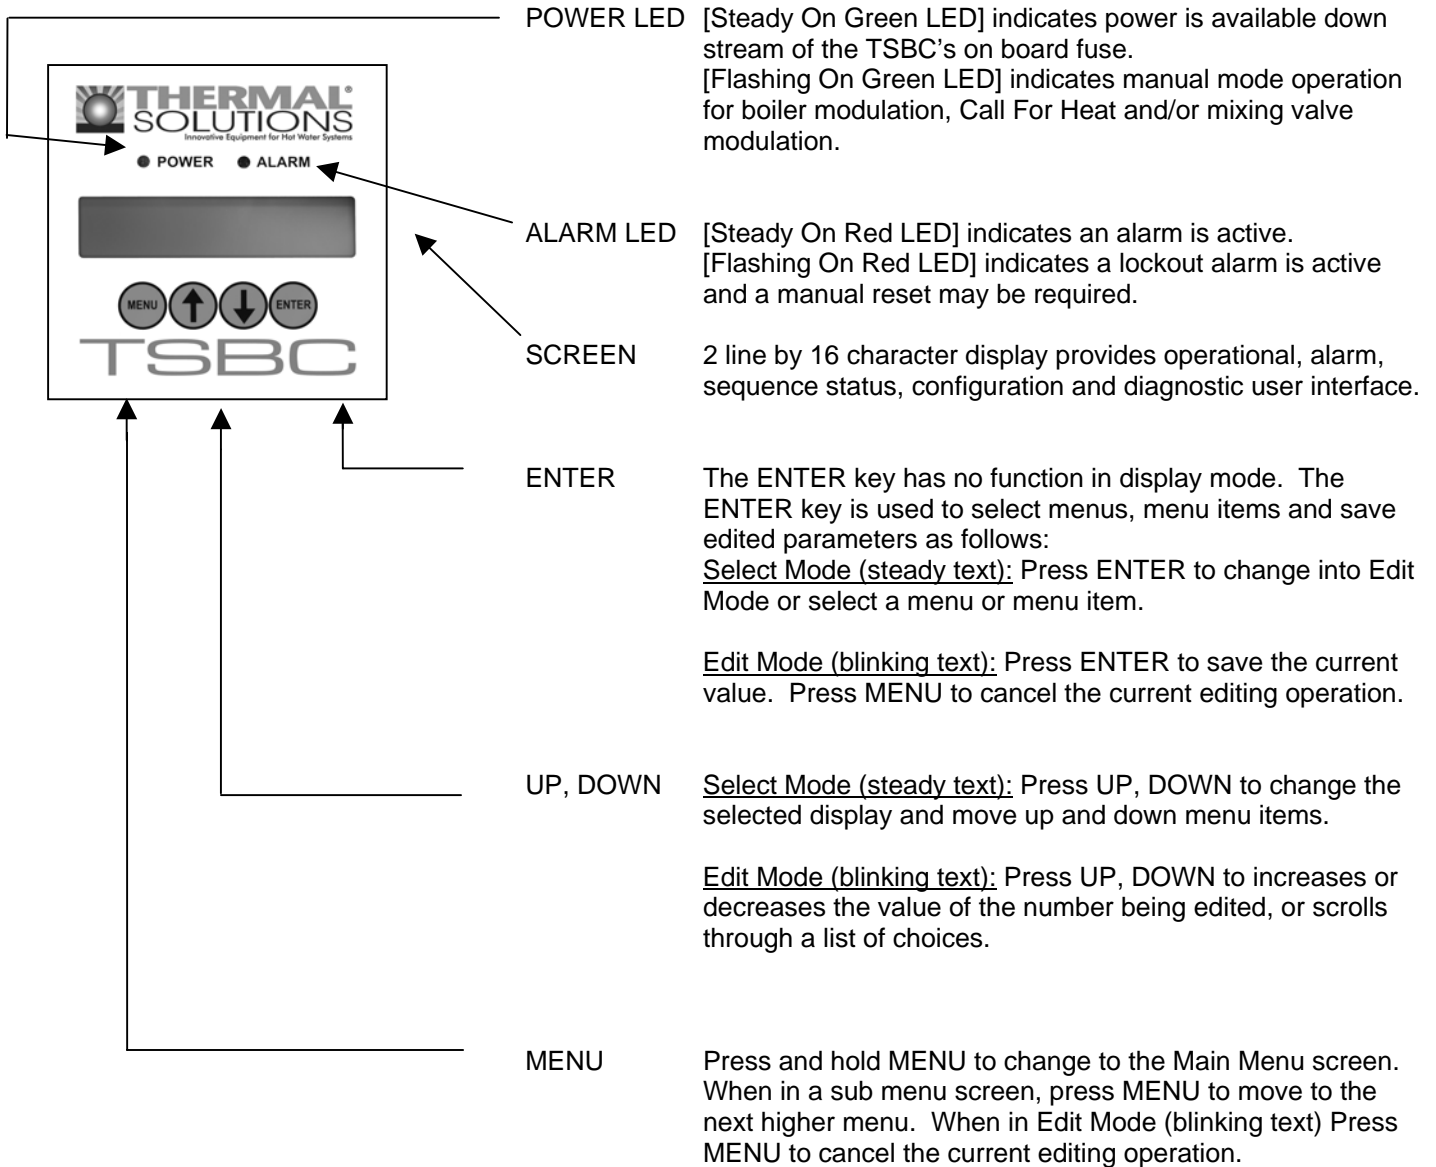 POWER LED [Steady On Green LED] indicates power is available down
stream of the TSBC's on board fuse.
[Flashing On Green LED] indicates manual mode operation
for boiler modulation, Call For Heat and/or mixing valve
modulation.
THERMAL®
SOLUTIONS
Innovative Equipment for Hot Water Systems
POWER ALARM
MENU ENTER
TSBC
ALARM LED [Steady On Red LED] indicates an alarm is active.
[Flashing On Red LED] indicates a lockout alarm is active
and a manual reset may be required.
SCREEN 2 line by 16 character display provides operational, alarm,
sequence status, configuration and diagnostic user interface.
ENTER The ENTER key has no function in display mode. The
ENTER key is used to select menus, menu items and save
edited parameters as follows:
Select Mode (steady text): Press ENTER to change into Edit
Mode or select a menu or menu item.
Edit Mode (blinking text): Press ENTER to save the current
value. Press MENU to cancel the current editing operation.
UP, DOWN Select Mode (steady text): Press UP, DOWN to change the
selected display and move up and down menu items.
Edit Mode (blinking text): Press UP, DOWN to increases or
decreases the value of the number being edited, or scrolls
through a list of choices.
MENU Press and hold MENU to change to the Main Menu screen.
When in a sub menu screen, press MENU to move to the
next higher menu. When in Edit Mode (blinking text) Press
MENU to cancel the current editing operation.